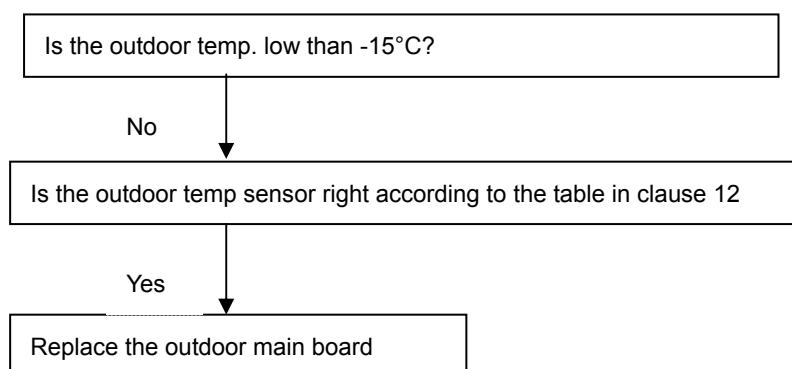 Is the outdoor temp. low than -15°C?
No
Is the outdoor temp sensor right according to the table in clause 12
Yes
Replace the outdoor main board